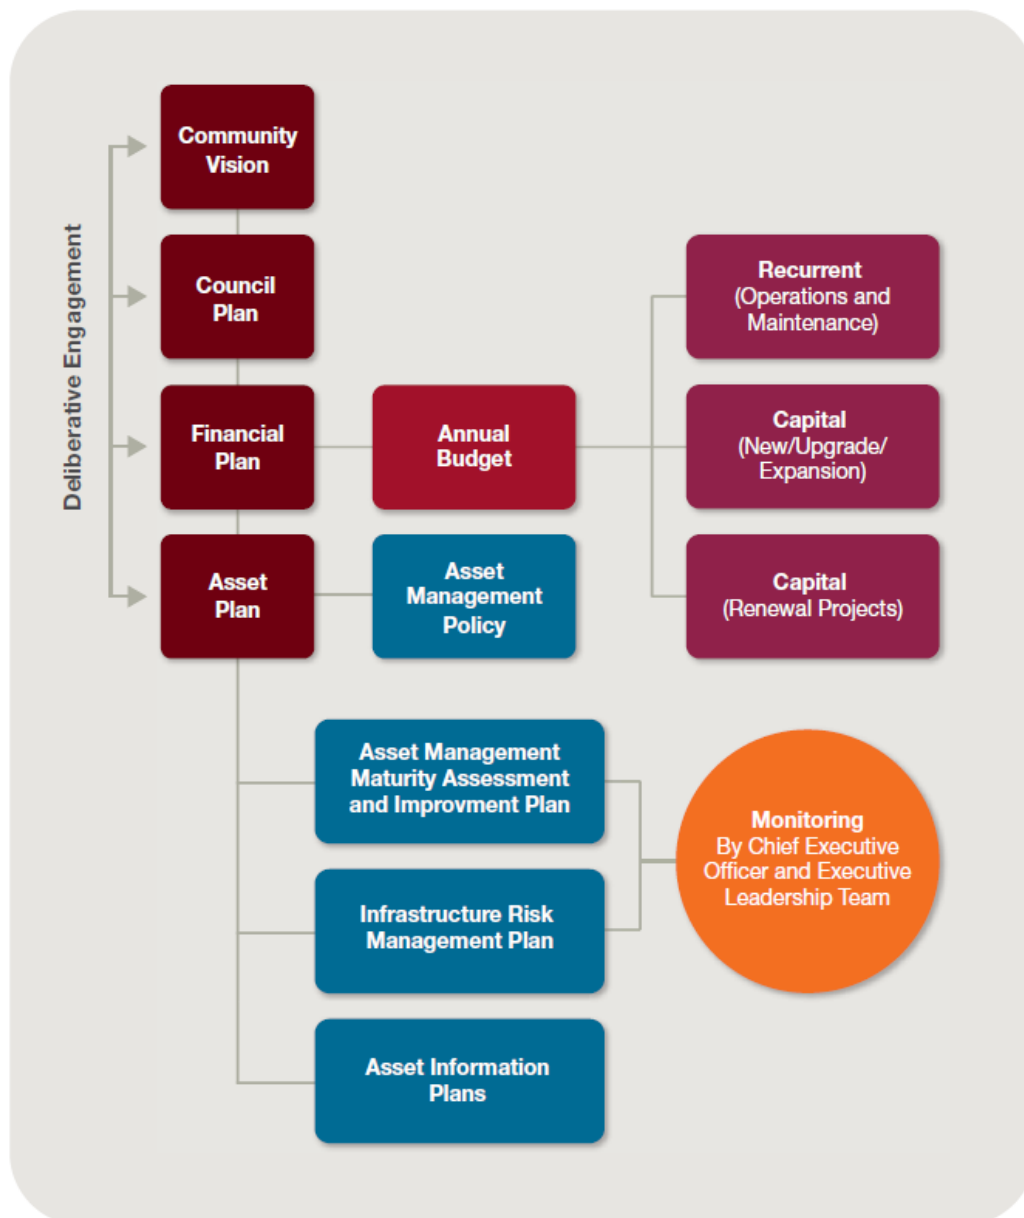 Deliberative Engagement
Community
Vision
Council
Plan
Financial
Plan
Asset
Plan
Annual
Budget
Asset
Management
Policy
Recurrent
(Operations and
Maintenance)
Capital
(New/Upgrade/
Expansion)
Capital
(Renewal Projects)
Asset Management
Maturity Assessment
and Improvment Plan
Infrastructure Risk
Management Plan
Asset Information
Plans
Monitoring
By Chief Executive
Officer and Executive
Leadership Team